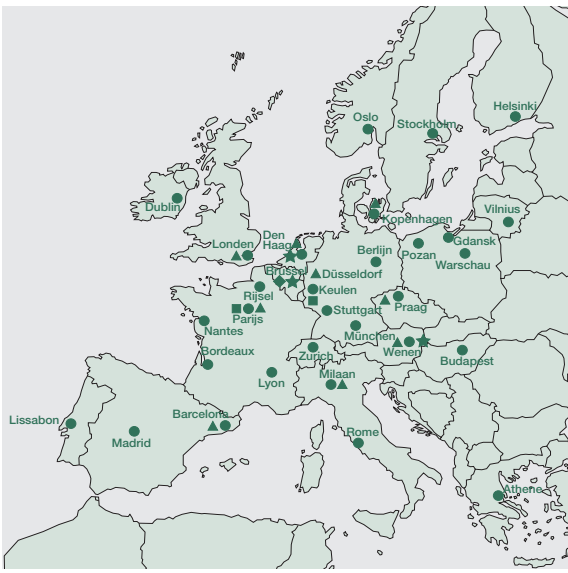 Helsinki
Oslo
Stockholm
Dublin
Vilnius
Kopenhagen
Den
Haag
Londen
Gdansk
Pozan
Berlijn
Warschau
Brussel
Düsseldorf
Keulen
Rijsel
Parijs
Praag
Stuttgart
Nantes
München
Wenen
Bordeaux
Zurich
Budapest
Lyon
Milaan
Barcelona
Lissabon
Madrid
Rome
Athene